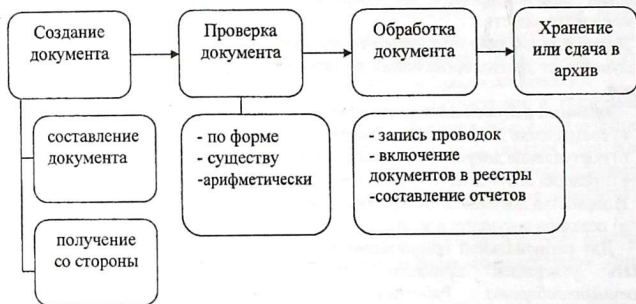 Создание
документа
Проверка
документа
Обработка
документа
Хранение
или сдача в
архив
составление
документа
- по форме
- существу
-арифметически
- запись проводок
- включение
документов в реестры
-составление отчетов
получение
со стороны